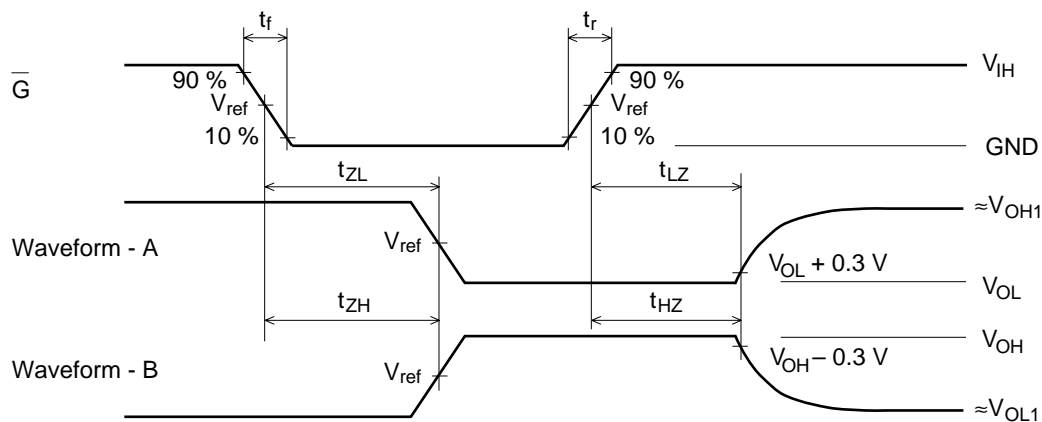 tf tr
90 % 90 % VIH
G
Vref Vref
10 % 10 % GND
tZL tLZ
≈VOH1
Waveform - A Vref
VOL + 0.3 V
VOL
tZH tHZ
VOH
VOH – 0.3 V
Waveform - B Vref
≈VOL1